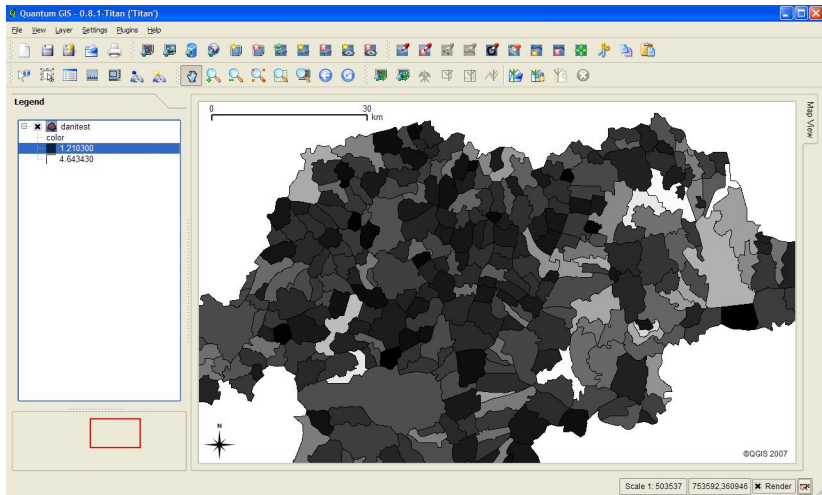 Quantum GIS - 0.8.1-Titan ('Titan')
File View Layer Settings Plugins Help
Legend
danitest
color
1.210300
4.643430
0 30
km
Map View
N
©QGIS 2007
Scale 1: 503537 753592,360946 Render